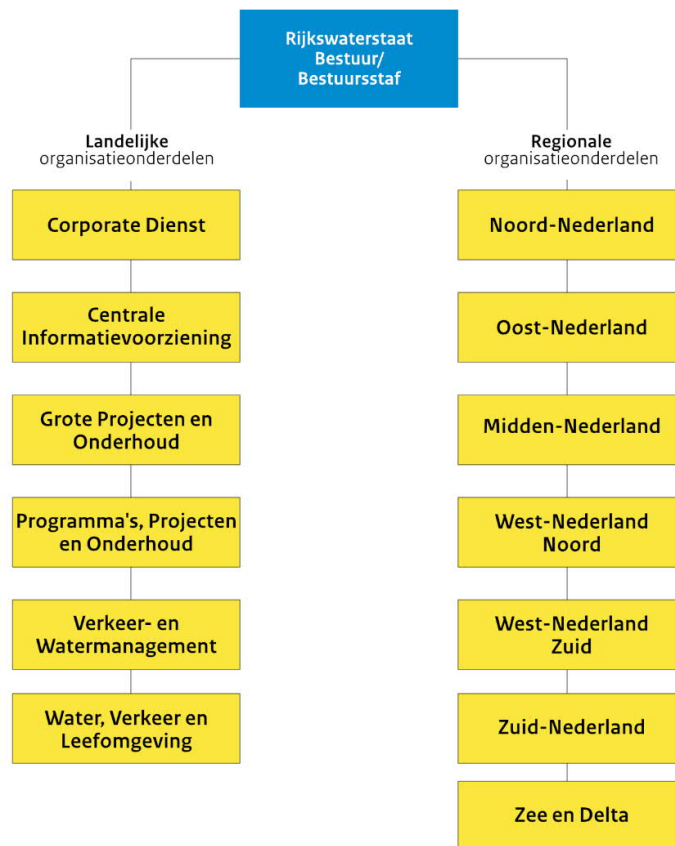 Rijkswaterstaat
Bestuur/
Bestuursstaf
Landelijke
organisatieonderdelen
Corporate Dienst
Centrale
Informatievoorziening
Grote Projecten en
Onderhoud
Programma's, Projecten
en Onderhoud
Verkeer- en
Watermanagement
Water, Verkeer en
Leefomgeving
Regionale
organisatieonderdelen
Noord-Nederland
Oost-Nederland
Midden-Nederland
West-Nederland
Noord
West-Nederland
Zuid
Zuid-Nederland
Zee en Delta